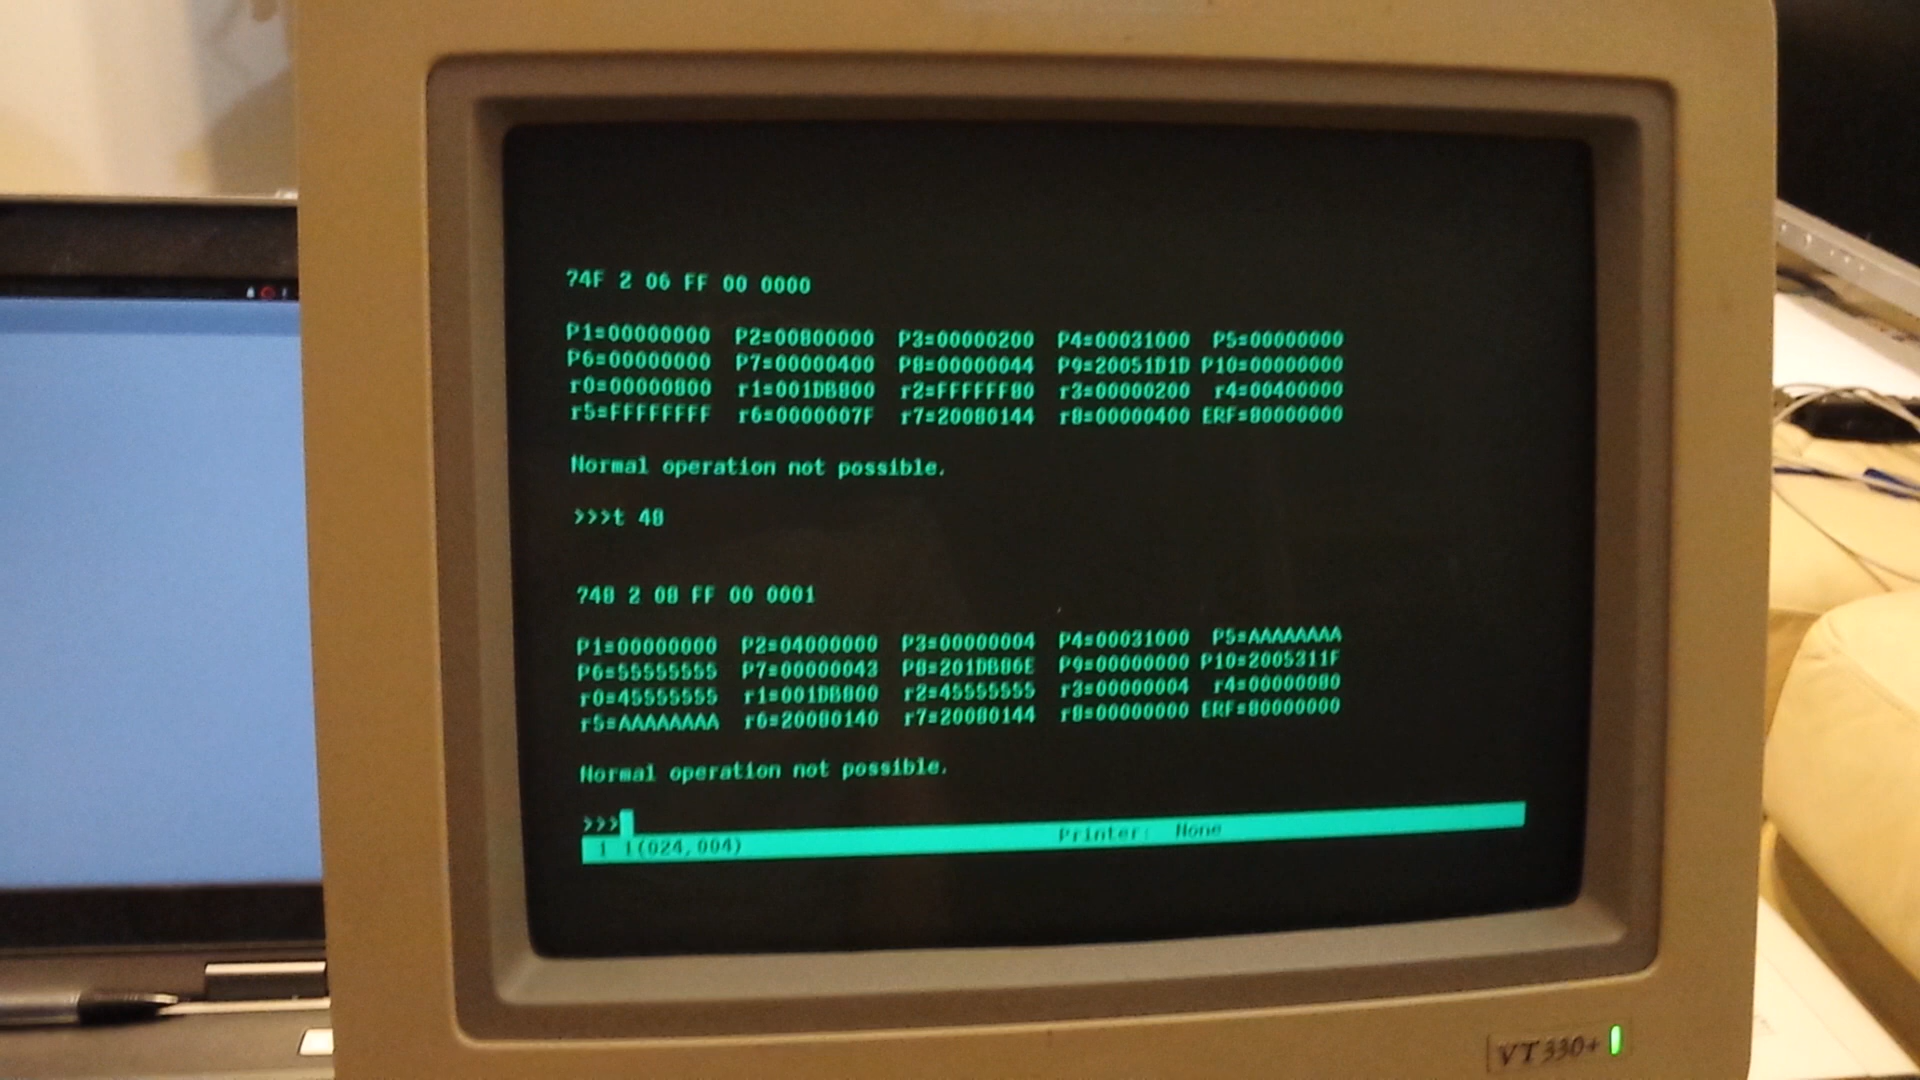 ?4F 2 06 FF 00 0000
P1=00000000 P2=00800000 P3=00000200 P4=00031000 P5=00000000
P6=00000000 P7=00000400 P8=00000044 P9=20051D1D P10=00000000
r0=00000800 r1=001DB800 r2=FFFFFF80 r3=00000200 r4=00400000
r5=FFFFFFFF r6=0000007F r7=20080144 r8=00000400 ERF=80000000
Normal operation not possible.
>>>t 48
?48 2 08 FF 00 0001
P1=00000000 P2=04000000 P3=00000004 P4=00031000 P5=AAAAAAAA
P6=55555555 P7=00000043 P8=201DB86E P9=00000000 P10=2005311F
r0=45555555 r1=001DB800 r2=45555555 r3=00000004 r4=00000080
r5=AAAAAAAA r6=20080140 r7=20080144 r8=00000000 ERF=80000000
Normal operation not possible.
>>>
Printer: None
1 1(024,004)
VT330+